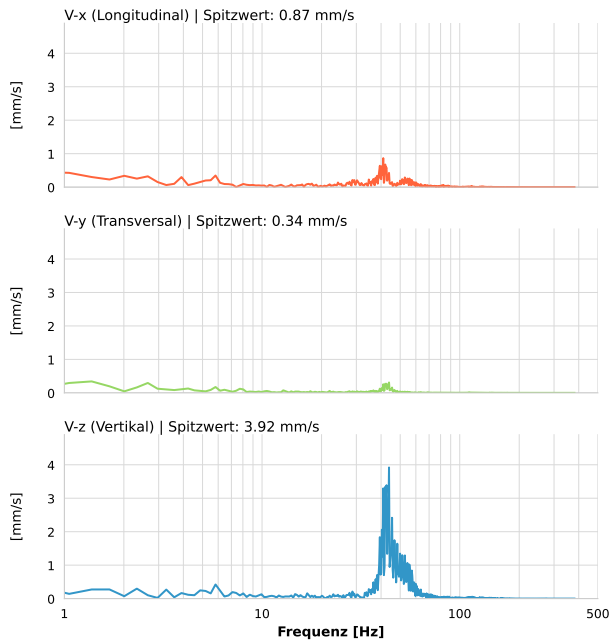 V-x (Longitudinal) | Spitzwert: 0.87 mm/s
[mm/s]
4
3
2
1
0
V-y (Transversal) | Spitzwert: 0.34 mm/s
[mm/s]
4
3
2
1
0
V-z (Vertikal) | Spitzwert: 3.92 mm/s
[mm/s]
4
3
2
1
0
1 10 100 500
Frequenz [Hz]